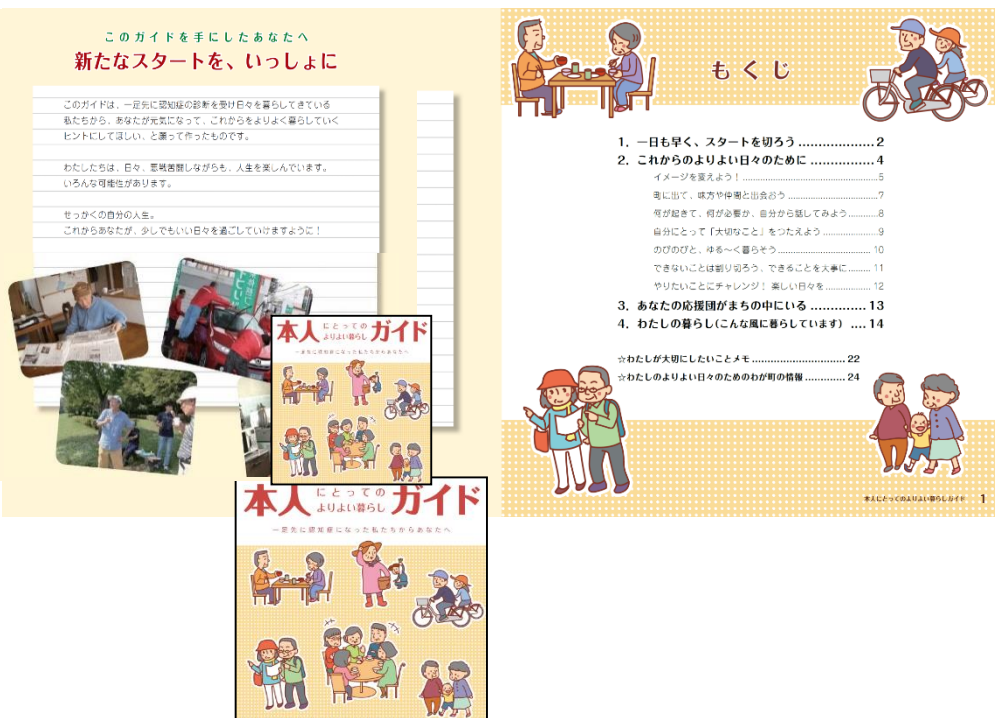 このガイドを手にしたあなたへ
新たなスタートを、いっしょに
このガイドは、一足先に認知症の診断を受け日々を暮らしてきている
私たちから、あなたが元気になって、これからをよりよく暮らしていく
ヒントにしてほしい、と願って作ったものです。
わたしたちは、日々、悪戦苦闘しながらも、人生を楽しんでいます。
いろんな可能性があります。
せっかくの自分の人生。
これからあなたが、少しでもいい日々を過ごしていけますように！
本人にとってのよりよい暮らしガイド
一足先に認知症になった私たちからあなたへ
本人にとってのよりよい暮らしガイド
一足先に認知症になった私たちからあなたへ
もくじ
1. 一日も早く、スタートを切ろう ................... 2
2. これからのよりよい日々のために ................ 4
イメージを変えよう！ ................................................ 5
町に出て、味方や仲間と出会おう ................................ 7
何が起きて、何が必要か、自分から話してみよう ........... 8
自分にとって「大切なこと」をつたえよう .................... 9
のびのびと、ゆる〜く暮らそう ................................ 10
できないことは割り切ろう、できることを大事に ......... 11
やりたいことにチャレンジ！ 楽しい日々を ................ 12
3. あなたの応援団がまちの中にいる .............. 13
4. わたしの暮らし(こんな風に暮らしています) .... 14
☆わたしが大切にしたいことメモ .......................... 22
☆わたしのよりよい日々のためのわが町の情報 ............. 24
本人にとってのよりよい暮らしガイド 1